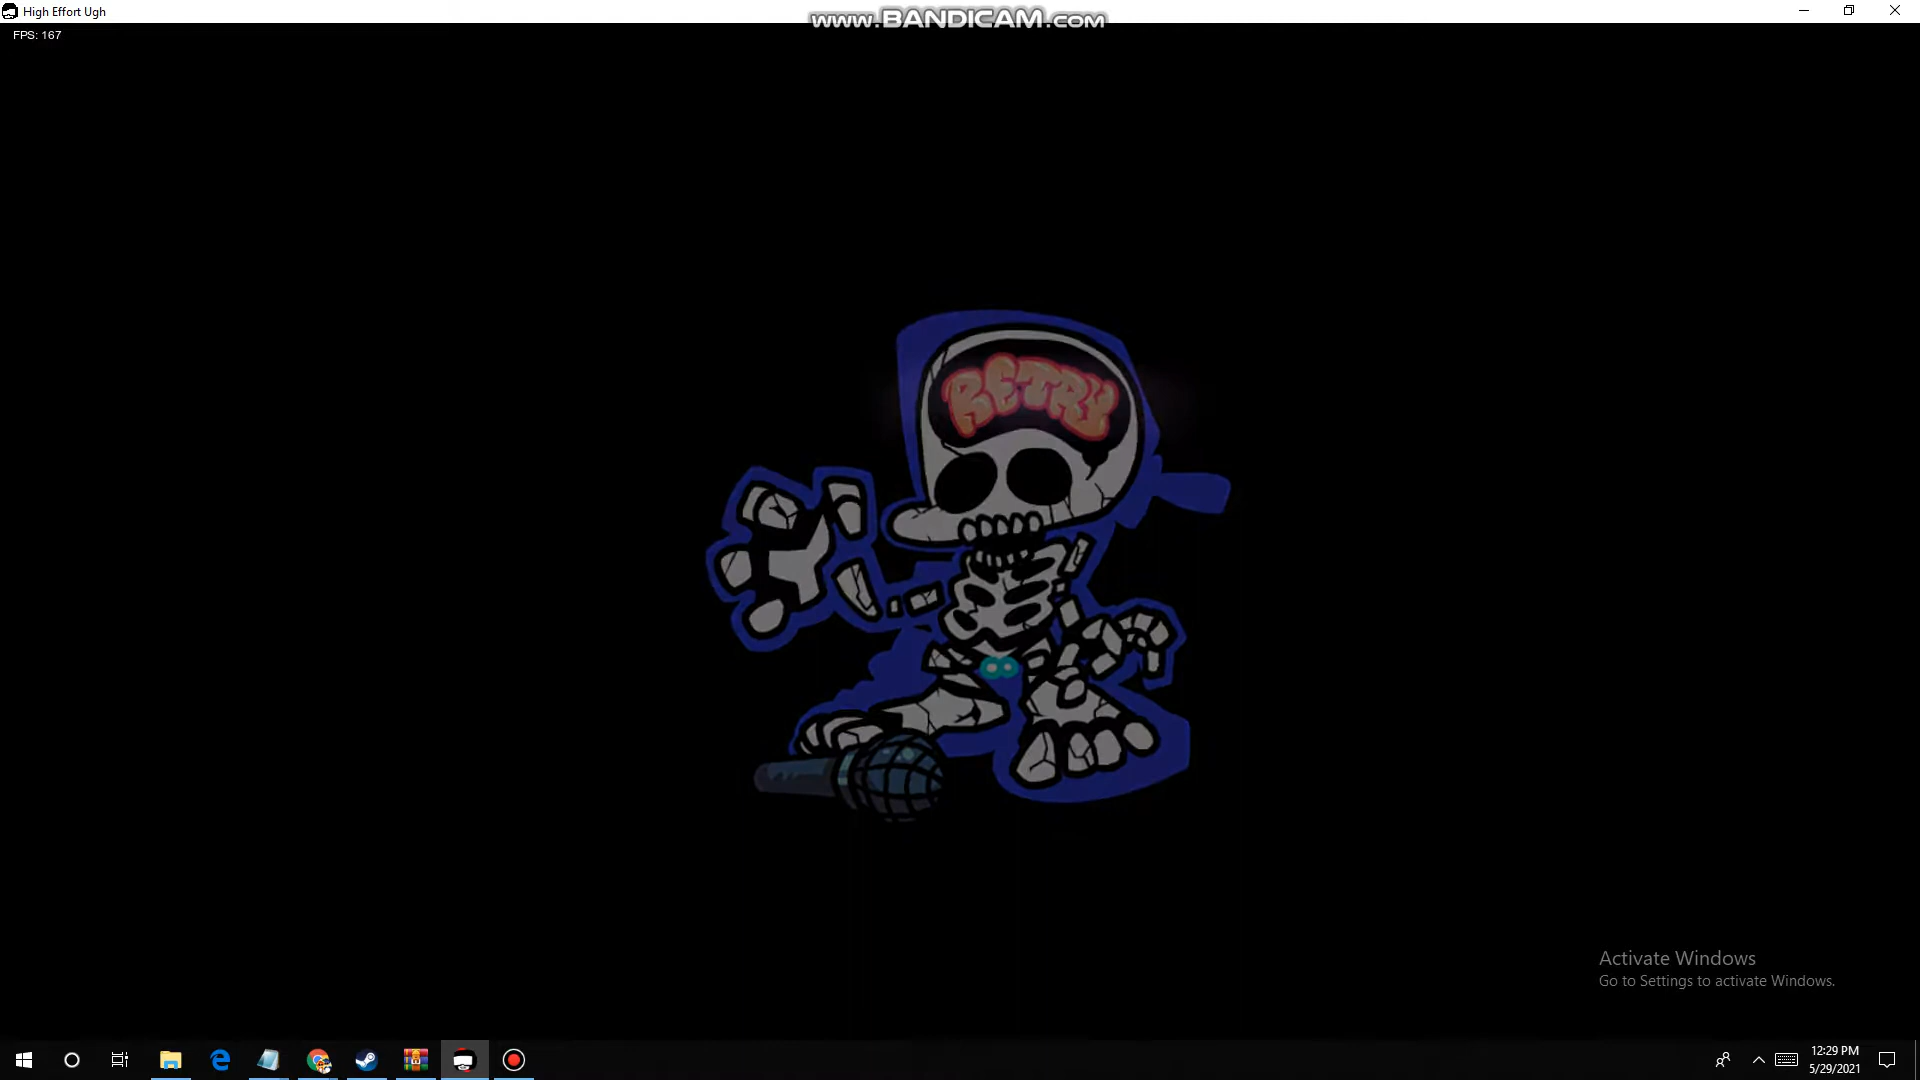 High Effort Ugh
www.BANDICAM.com
FPS: 167
RETRY
Activate Windows
Go to Settings to activate Windows.
12:29 PM
5/29/2021